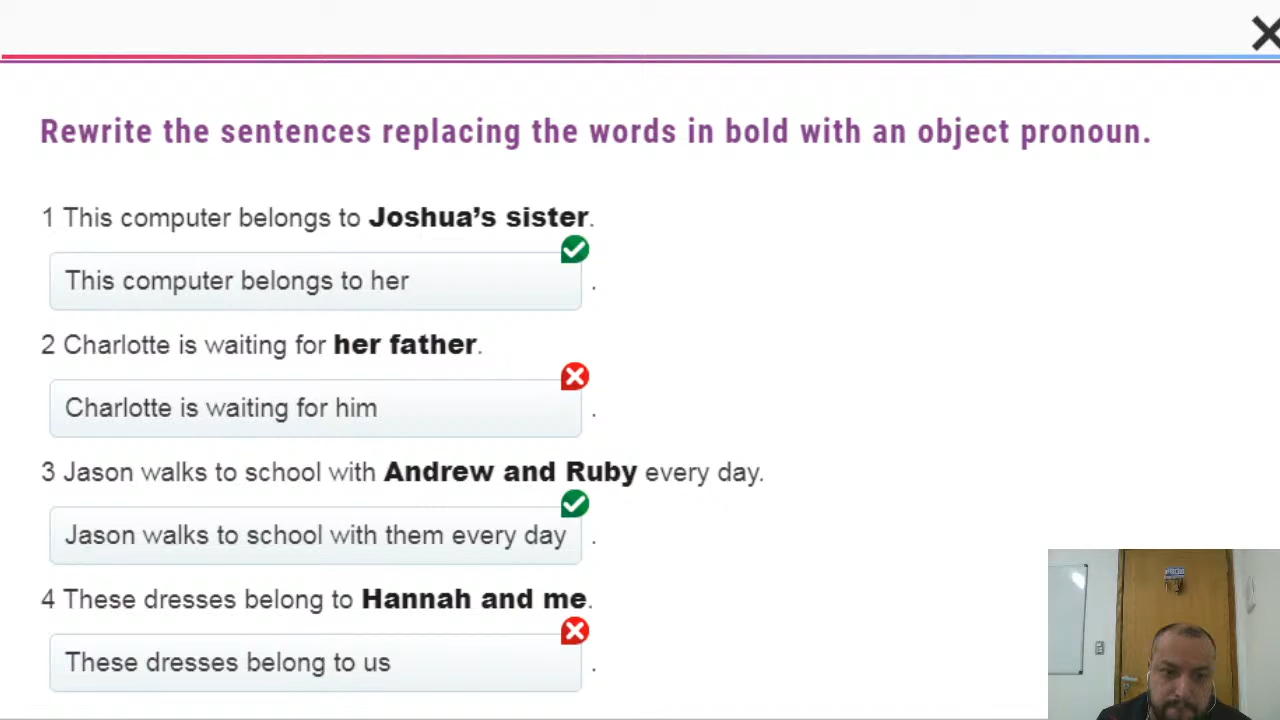 Rewrite the sentences replacing the words in bold with an object pronoun.
1 This computer belongs to Joshua’s sister.
This computer belongs to her .
2 Charlotte is waiting for her father.
Charlotte is waiting for him .
3 Jason walks to school with Andrew and Ruby every day.
Jason walks to school with them every day .
4 These dresses belong to Hannah and me.
These dresses belong to us .